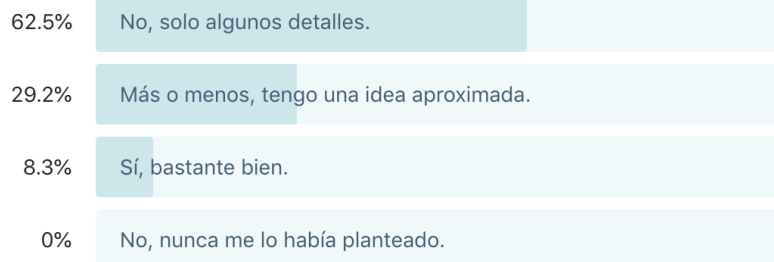 62.5% No, solo algunos detalles.
29.2% Más o menos, tengo una idea aproximada.
8.3% Sí, bastante bien.
0% No, nunca me lo había planteado.